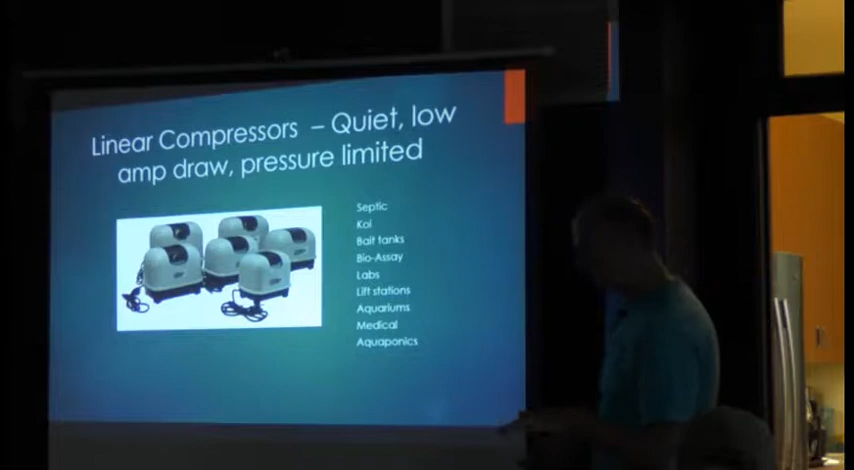 Linear Compressors – Quiet, low
amp draw, pressure limited
Septic
Koi
Bait tanks
Bio-Assay
Labs
Lift stations
Aquariums
Medical
Aquaponics